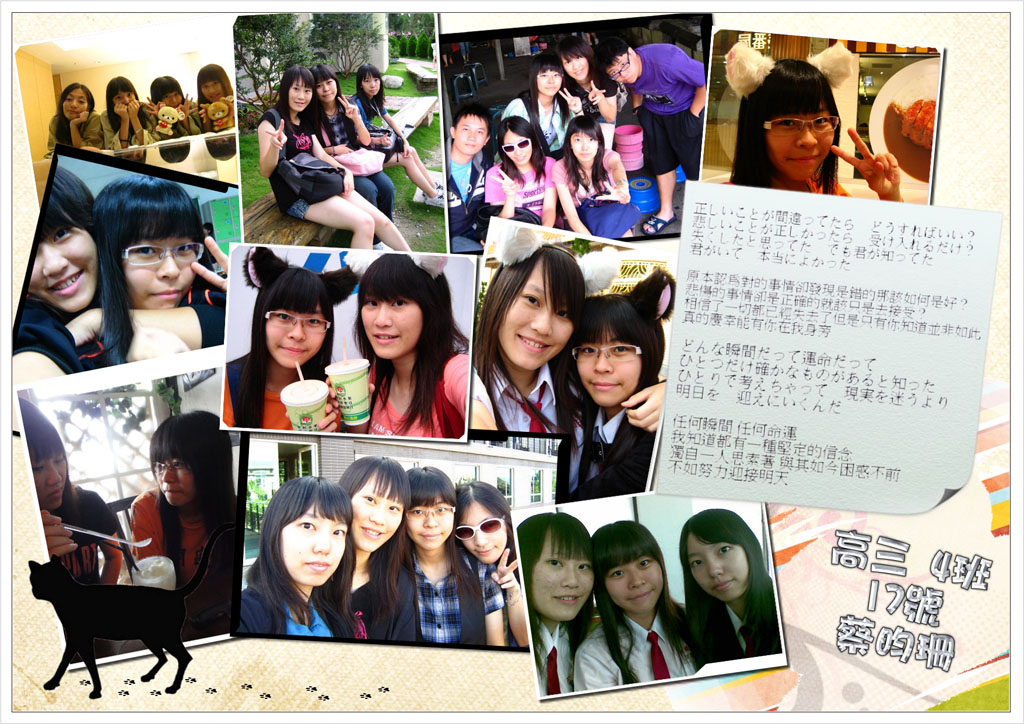 正しいことが間違ってたら　どうすればいい？
悲しいことが正しかったら　受け入れるだけ？
失くしたと思ってた　でも君が知ってた
君がいて　本当によかった
原本認為對的事情卻發現是錯的那該如何是好？
悲傷的事情卻是正確的就該只是去接受？
相信了一切都已經失去了但是只有你知道並非如此
真的慶幸能有你在我身旁
どんな瞬間だって運命だって
ひとつだけ確かなものがあると知った
ひとりで考えちゃって　現実を迷うより
明日を　迎えにいくんだ
任何瞬間 任何命運
我知道都有一種堅定的信念
獨自一人思索著 與其如今困惑不前
不如努力迎接明天
高三 4班
17號
蔡昀珊